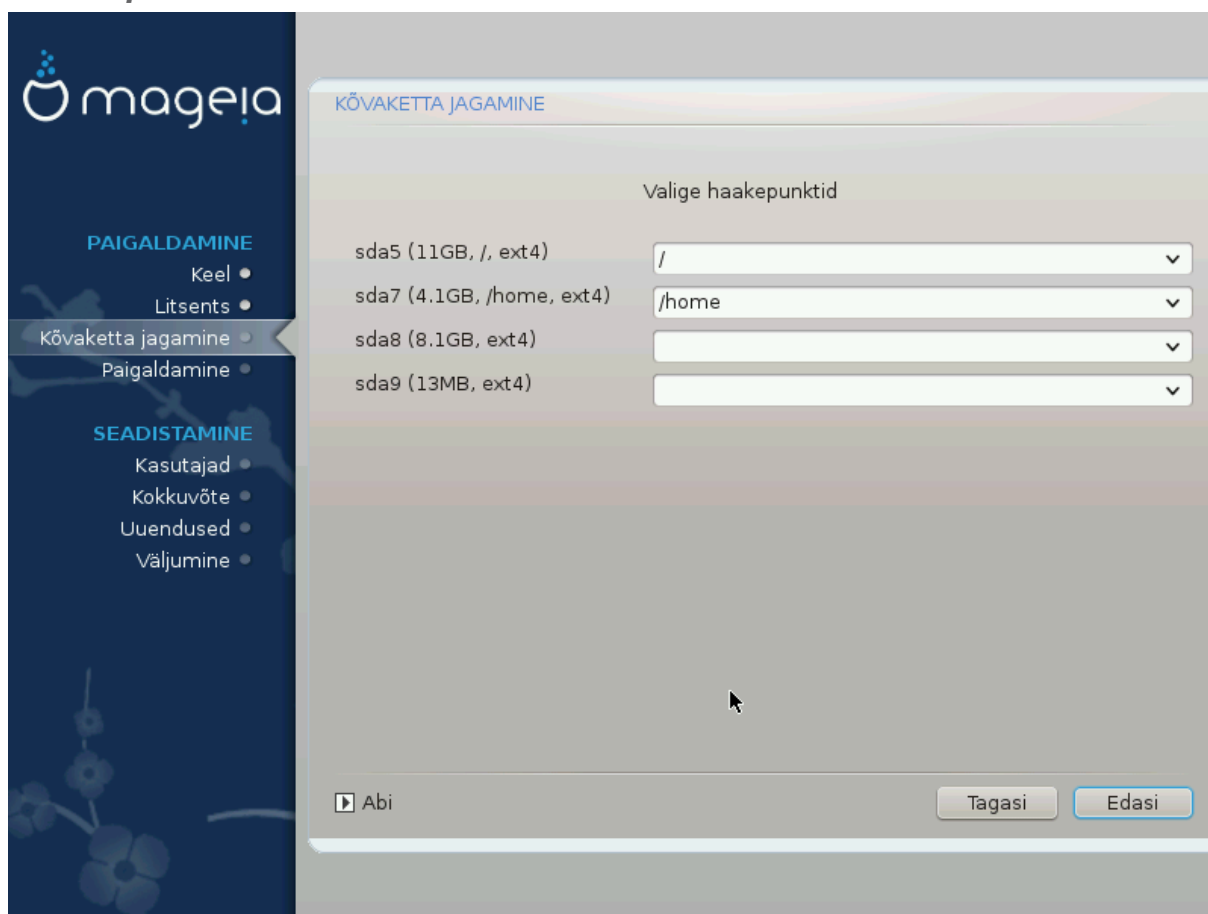 mageia
PAIGALDAMINE
Keel
Litsents
Kõvaketta jagamine
Paigaldamine
SEADISTAMINE
Kasutajad
Kokkuvõte
Uuendused
Väljumine
KÕVAKETTA JAGAMINE
Valige haakepunktid
sda5 (11GB, /, ext4) /
sda7 (4.1GB, /home, ext4) /home
sda8 (8.1GB, ext4)
sda9 (13MB, ext4)
Abi
Tagasi
Edasi